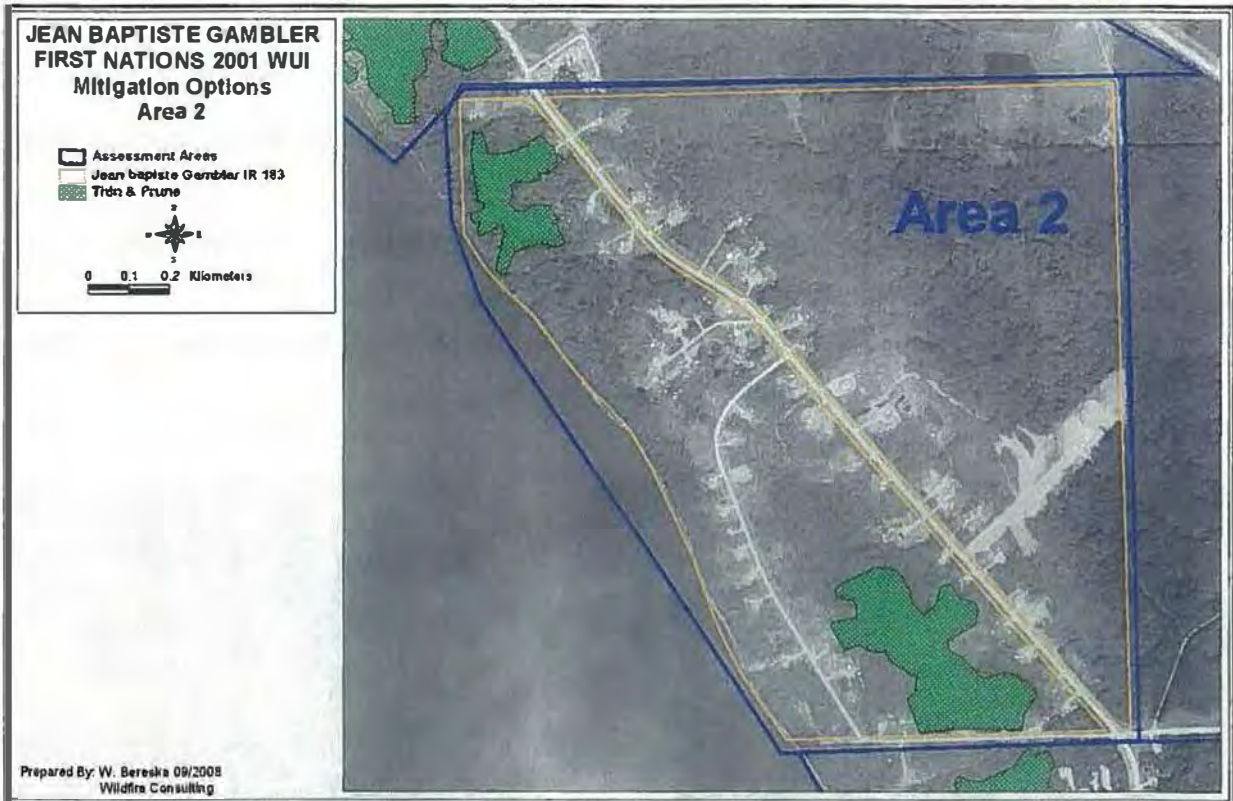 JEAN BAPTISTE GAMBLER
FIRST NATIONS 2001 WUI
Mitigation Options
Area 2
Assessment Areas
Jean baptiste Gambler IR 183
Thin & Prune
N
W E
S
0 0.1 0.2 Kilometers
Area 2
Prepared By: W. Bereska 09/2008
Wildfire Consulting